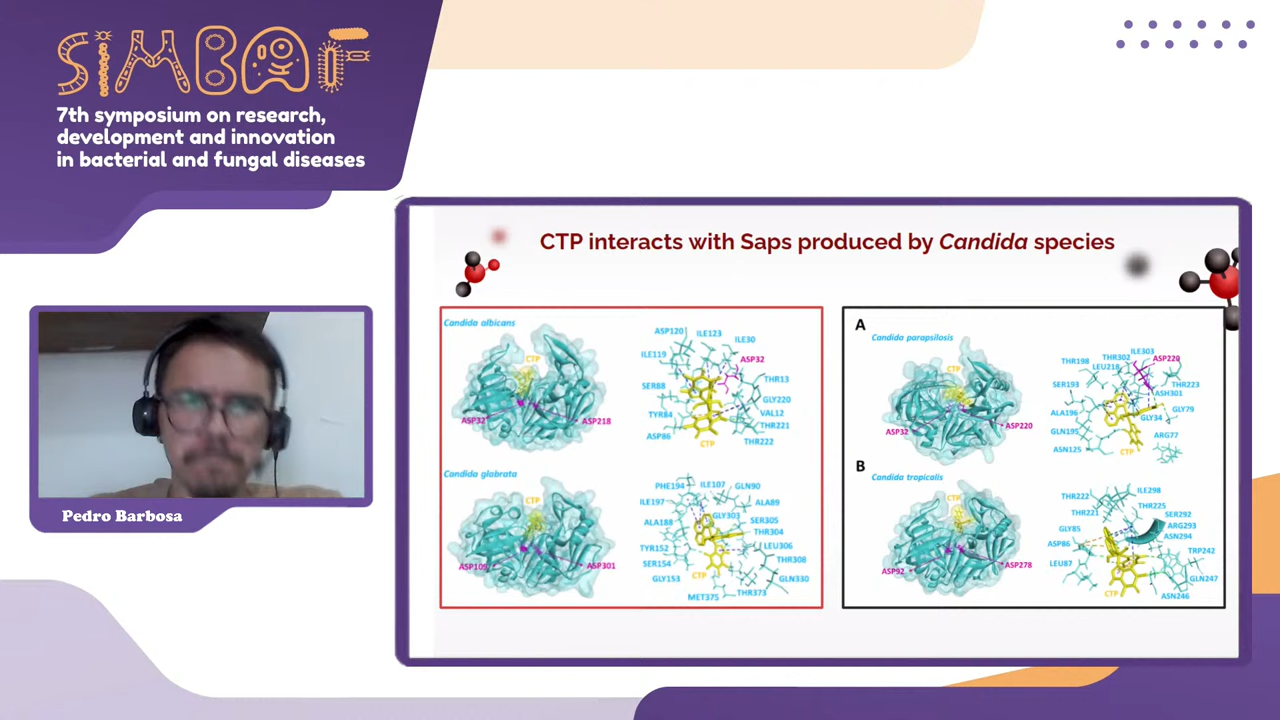 SIMBAF
7th symposium on research,
development and innovation
in bacterial and fungal diseases
CTP interacts with Saps produced by Candida species
Candida albicans
CTP
ASP32
ASP218
ASP120
ILE123
ILE30
ILE119
ASP32
SER88
THR13
GLY220
TYR84
VAL12
THR221
ASP86
THR222
CTP
Candida glabrata
CTP
ASP109
ASP301
PHE194
ILE107
GLN90
ILE197
ALA89
GLY303
ALA188
SER305
THR304
TYR152
LEU306
SER154
THR308
GLY153
CTP
GLN330
MET375
THR373
A
Candida parapsilosis
CTP
ASP32
ASP220
ILE303
THR302
ASP220
THR198
LEU218
SER193
THR223
ASH301
ALA196
GLY34
GLY79
GLN195
ARG77
ASN125
CTP
B
Candida tropicalis
CTP
ASP92
ASP278
ILE298
THR222
THR225
THR221
SER292
GLY85
ARG293
ASN294
ASP86
TRP242
LEU87
GLN247
CTP
ASN246
Pedro Barbosa